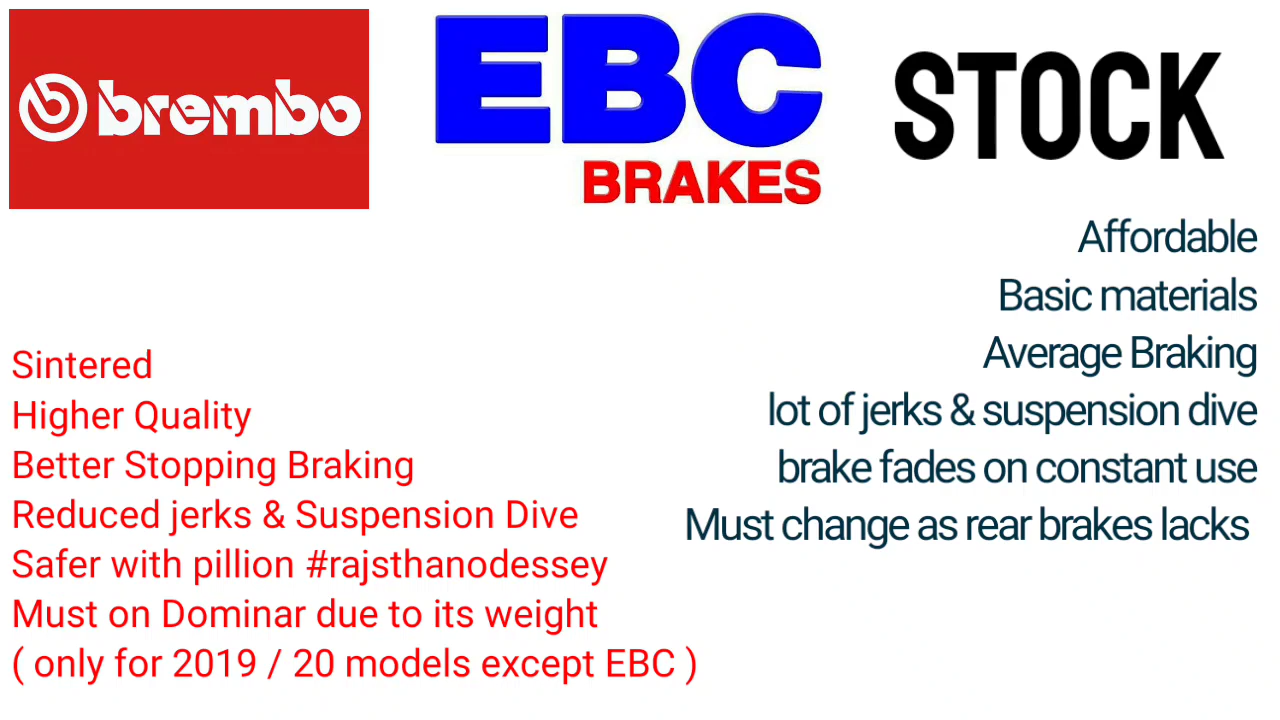 brembo
EBC
BRAKES
STOCK
Affordable
Basic materials
Average Braking
lot of jerks & suspension dive
brake fades on constant use
Must change as rear brakes lacks
Sintered
Higher Quality
Better Stopping Braking
Reduced jerks & Suspension Dive
Safer with pillion #rajsthanodessey
Must on Dominar due to its weight
( only for 2019 / 20 models except EBC )